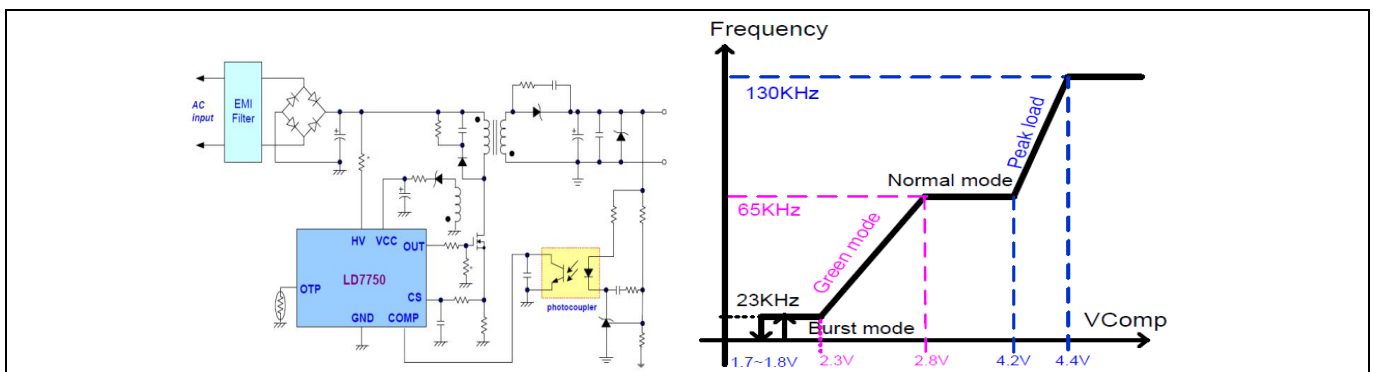 AC
input
EMI
Filter
HV VCC OUT
LD7750
OTP
CS
GND COMP
photocoupler
Frequency
130KHz
Peak load
Normal mode
65KHz
Green mode
23KHz
Burst mode
VComp
1.7~1.8V 2.3V 2.8V 4.2V 4.4V